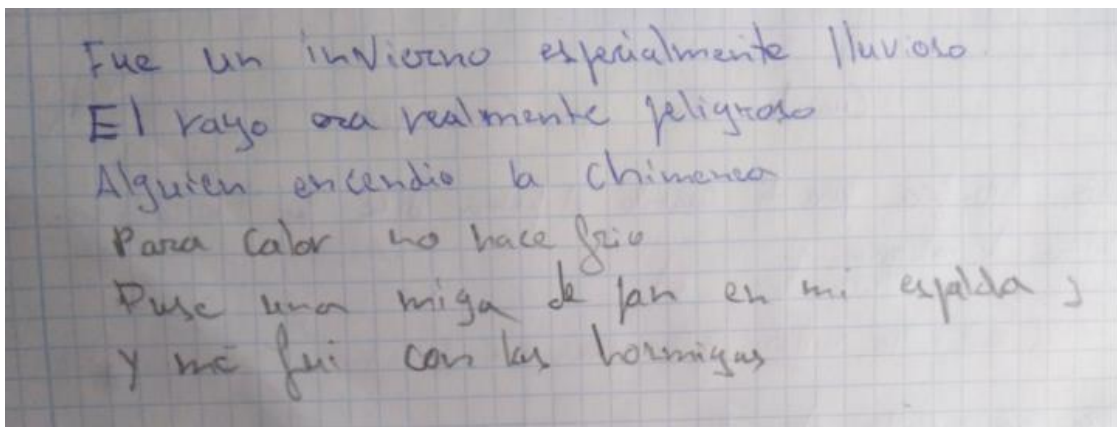 Fue un invierno especialmente lluvioso
El rayo era realmente peligroso
Alguien encendio la chimenea
Para calor no hace frio
Puse una miga de pan en mi espalda,
y me fui con las hormigas